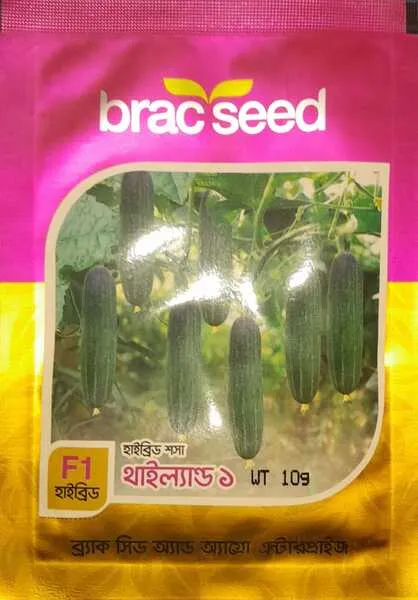 brac seed
হাইব্রিড শসা
থাইল্যান্ড ১ WT 10g
F1
হাইব্রিড
ব্র্যাক সিড অ্যান্ড অ্যাগ্রো এন্টারপ্রাইজ